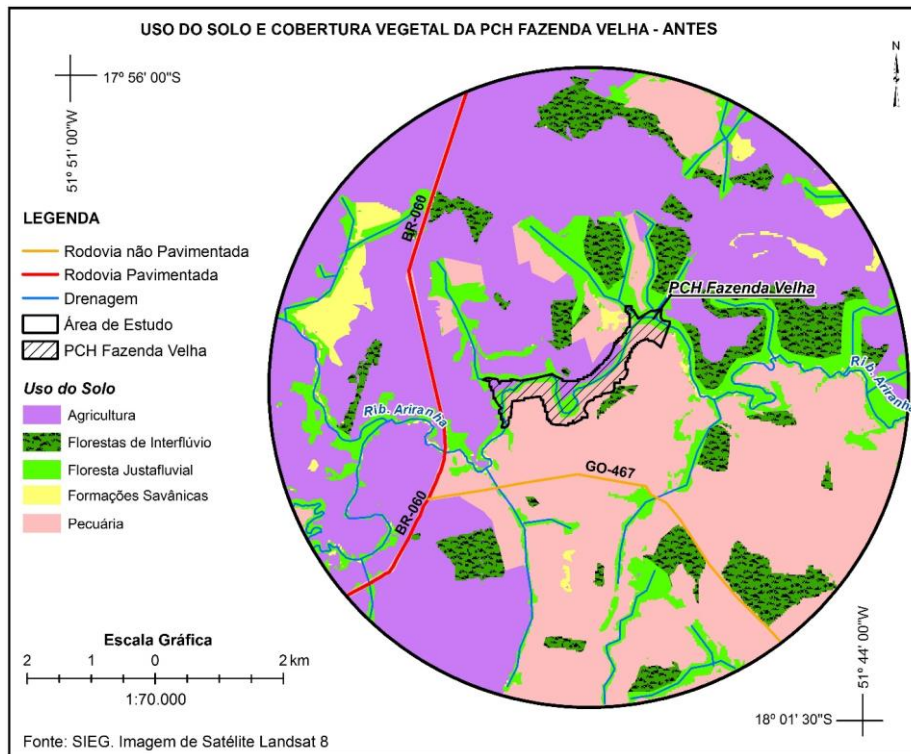 USO DO SOLO E COBERTURA VEGETAL DA PCH FAZENDA VELHA - ANTES
N
17º 56' 00"S
51º 51' 00"W
LEGENDA
Rodovia não Pavimentada
Rodovia Pavimentada
Drenagem
Área de Estudo
PCH Fazenda Velha
Uso do Solo
Agricultura
Florestas de Interflúvio
Floresta Justafluvial
Formações Savânicas
Pecuária
BR-060
PCH Fazenda Velha
Rib. Ariranha
Rib. Ariranha
GO-467
BR-060
Escala Gráfica
2 1 0 2 km
1:70.000
51º 44' 00"W
18º 01' 30"S
Fonte: SIEG. Imagem de Satélite Landsat 8